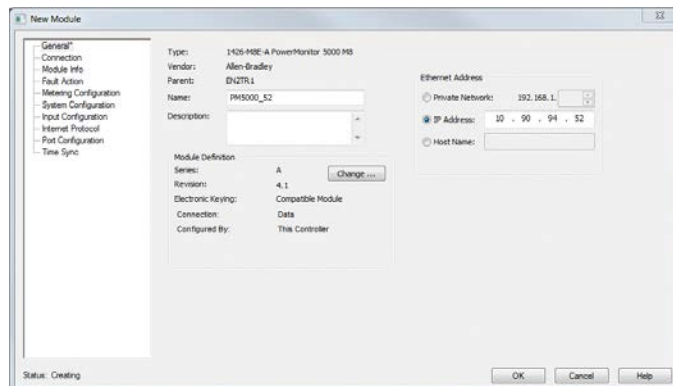 New Module
General*
Connection
Module Info
Fault Action
Metering Configuration
System Configuration
Input Configuration
Internet Protocol
Port Configuration
Time Sync
Type: 1426-M8E-A PowerMonitor 5000 M8
Vendor: Allen-Bradley
Parent: EN2TR1
Name: PM5000_52
Description:
Module Definition
Series: A
Change ...
Revision: 4.1
Electronic Keying: Compatible Module
Connection: Data
Configured By: This Controller
Ethernet Address
Private Network: 192.168.1.
IP Address: 10 . 90 . 94 . 52
Host Name:
Status: Creating
OK Cancel Help